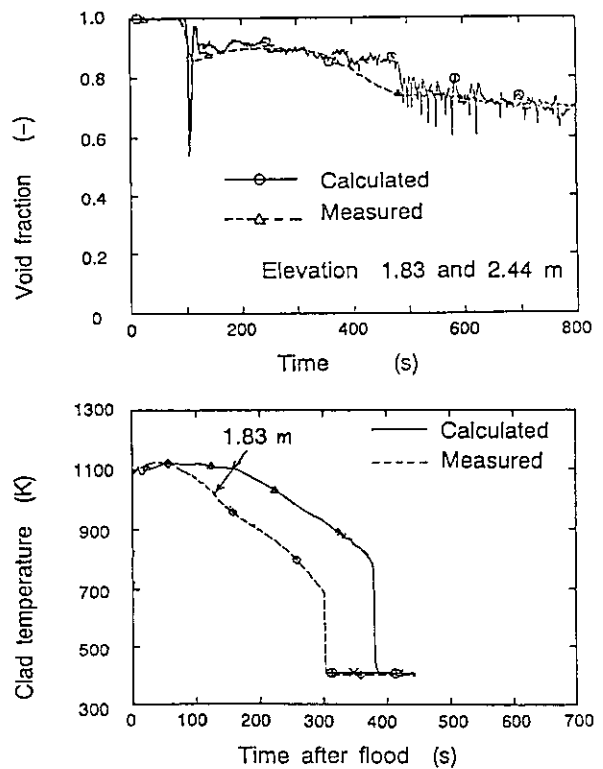 1.0
0.8
0.6
0.4
0.2
0
Void fraction (-)
Calculated
Measured
Elevation 1.83 and 2.44 m
0 200 400 600 800
Time (s)
1300
1100
900
700
500
300
Clad temperature (K)
1.83 m
Calculated
Measured
0 100 200 300 400 500 600 700
Time after flood (s)